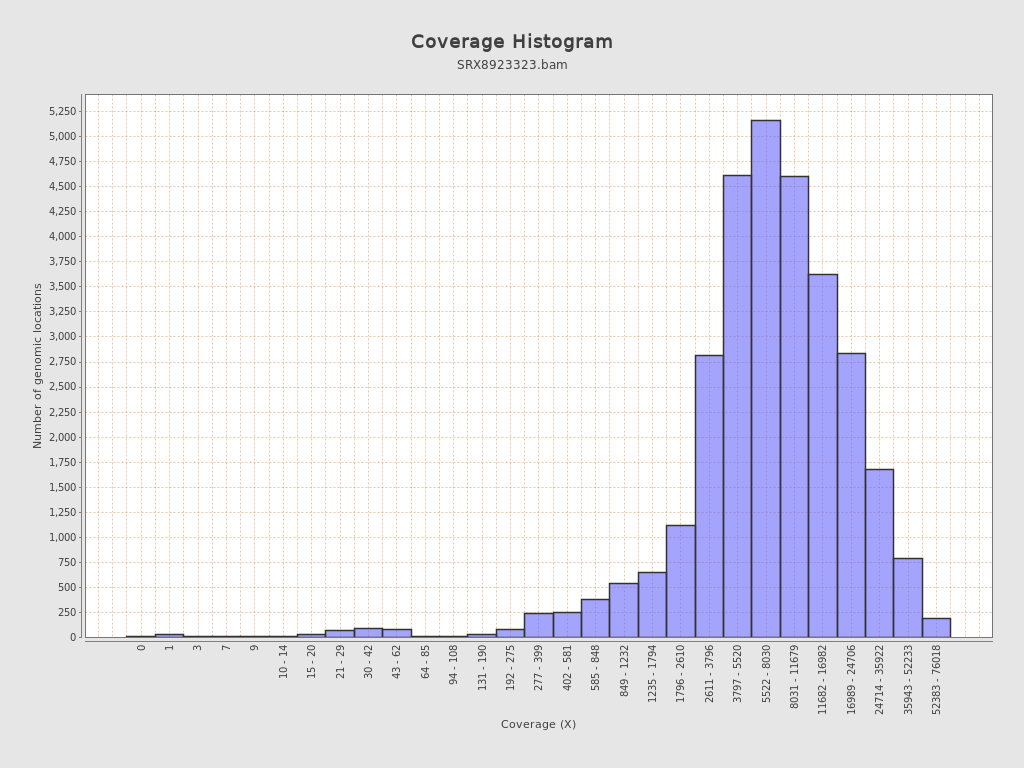 Coverage Histogram
SRX8923323.bam
Number of genomic locations
5,250
5,000
4,750
4,500
4,250
4,000
3,750
3,500
3,250
3,000
2,750
2,500
2,250
2,000
1,750
1,500
1,250
1,000
750
500
250
0
0
1
3
7
9
10 - 14
15 - 20
21 - 29
30 - 42
43 - 62
64 - 85
94 - 108
131 - 190
192 - 275
277 - 399
402 - 581
585 - 848
849 - 1232
1235 - 1794
1796 - 2610
2611 - 3796
3797 - 5520
5522 - 8030
8031 - 11679
11682 - 16982
16989 - 24706
24714 - 35922
35943 - 52233
52383 - 76018
Coverage (X)